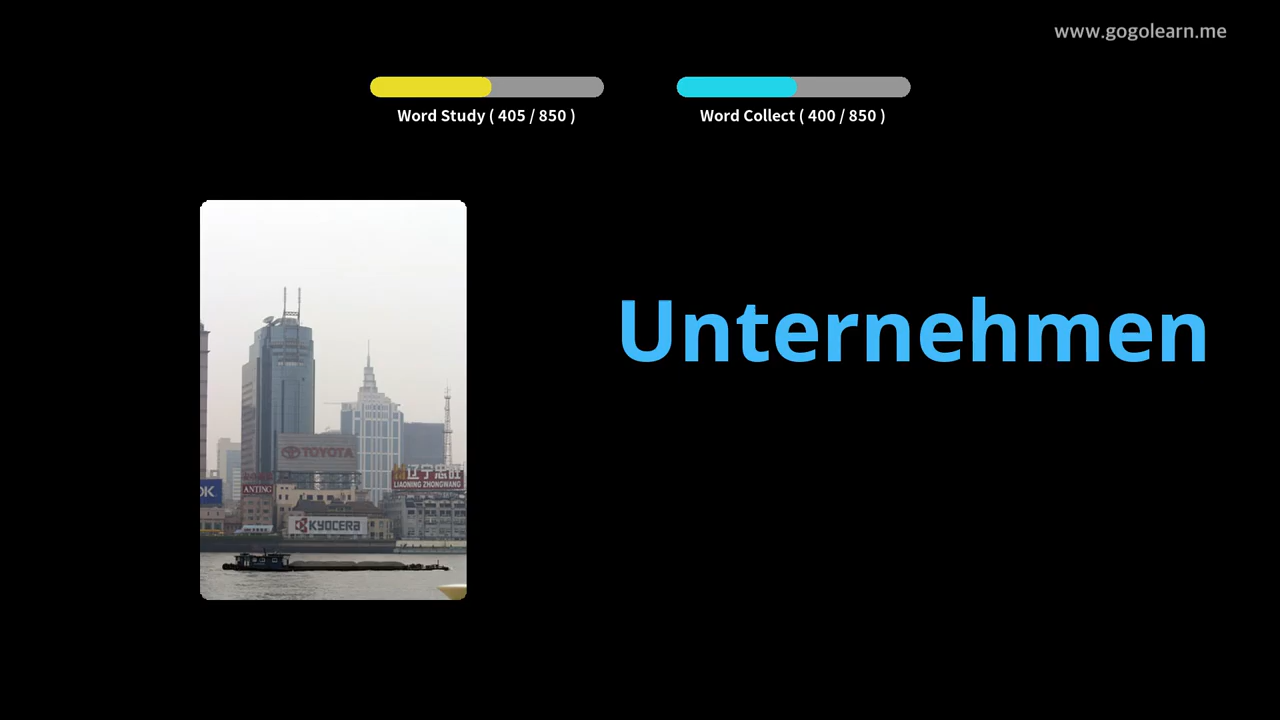 www.gogolearn.me
Word Study ( 405 / 850 )
Word Collect ( 400 / 850 )
Unternehmen
TOYOTA
辽宁忠旺
LIAONING ZHONGWANG
OK
ANTING
KYOCERA